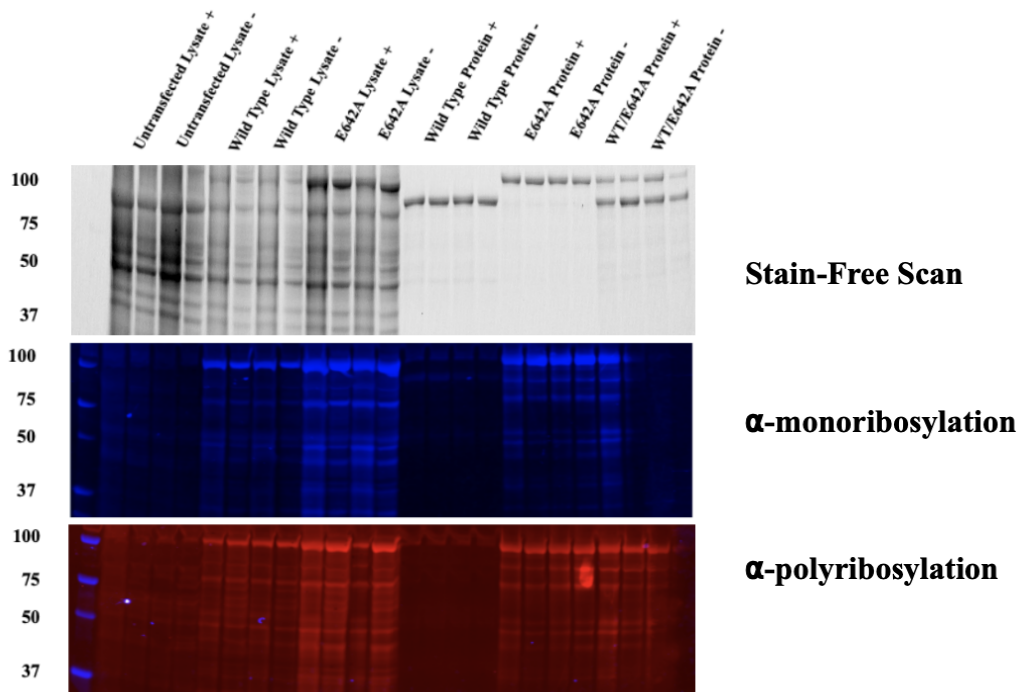 Untransfected Lysate +
Untransfected Lysate -
Wild Type Lysate +
Wild Type Lysate -
E642A Lysate +
E642A Lysate -
Wild Type Protein +
Wild Type Protein-
E642A Protein +
E642A Protein -
WT/E642A Protein +
WT/E642A Protein -
100
75
50
37
Stain-Free Scan
100
75
50
37
α-monoribosylation
100
75
50
37
α-polyribosylation